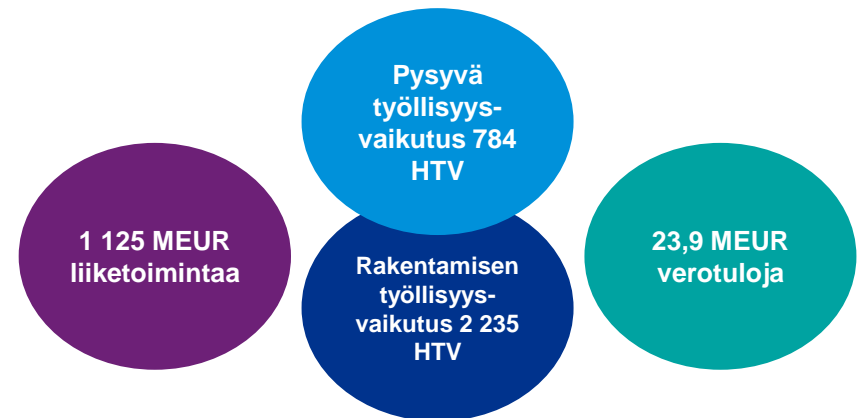 Pysyvä
työllisyys-
vaikutus 784
HTV
1 125 MEUR
liiketoimintaa
23,9 MEUR
verotuloja
Rakentamisen
työllisyys-
vaikutus 2 235
HTV